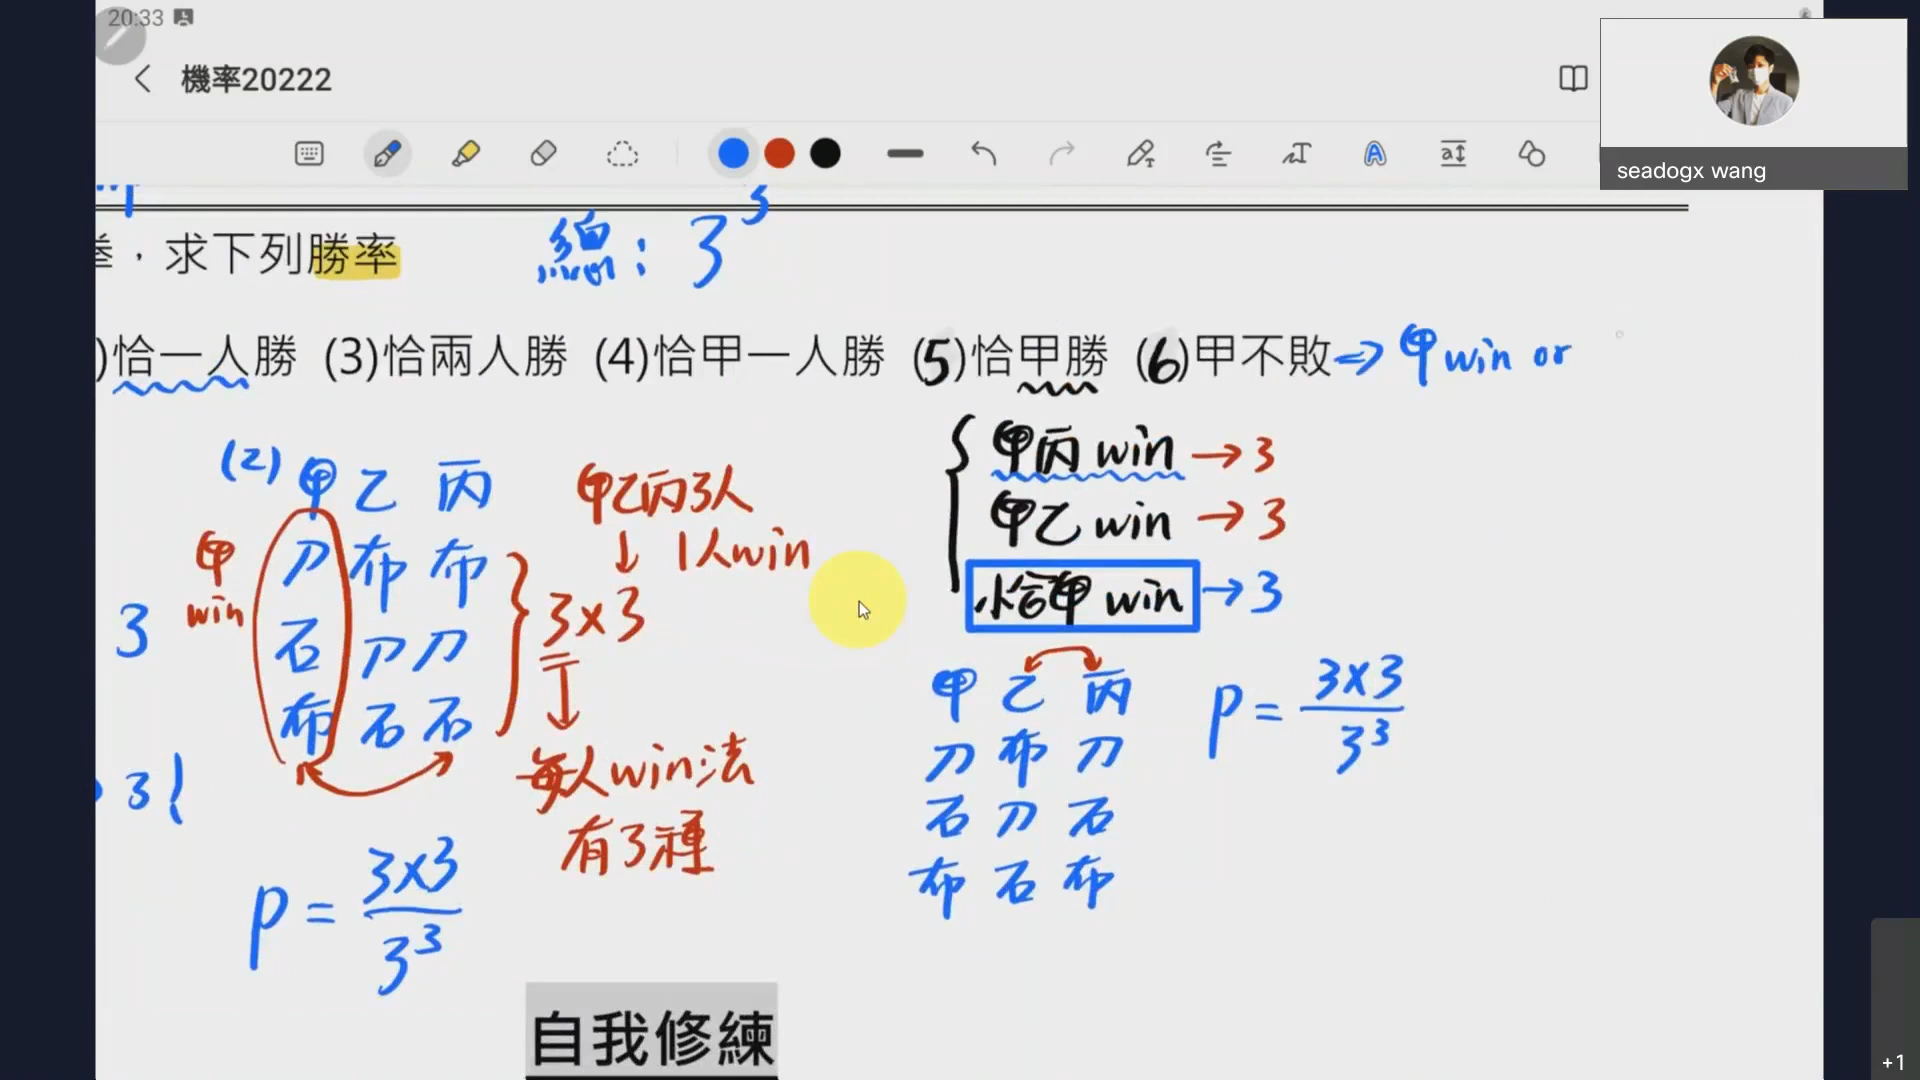 20:33
機率20222
seadogx wang
，求下列勝率 總: 3³
)恰一人勝 (3)恰兩人勝 (4)恰甲一人勝 (5)恰甲勝 (6)甲不敗→甲win or
(2)
甲 乙 丙
甲 win
刀 布 布
石 刀 刀
布 石 石
3
3!
甲乙丙3人
↓ 1人win
3×3
每人win法
有3種
P = 3×3/3³
甲丙 win → 3
甲乙 win → 3
恰甲 win → 3
甲 乙 丙
刀 布 刀
石 刀 石
布 石 布
P = 3×3/3³
自我修練
+1